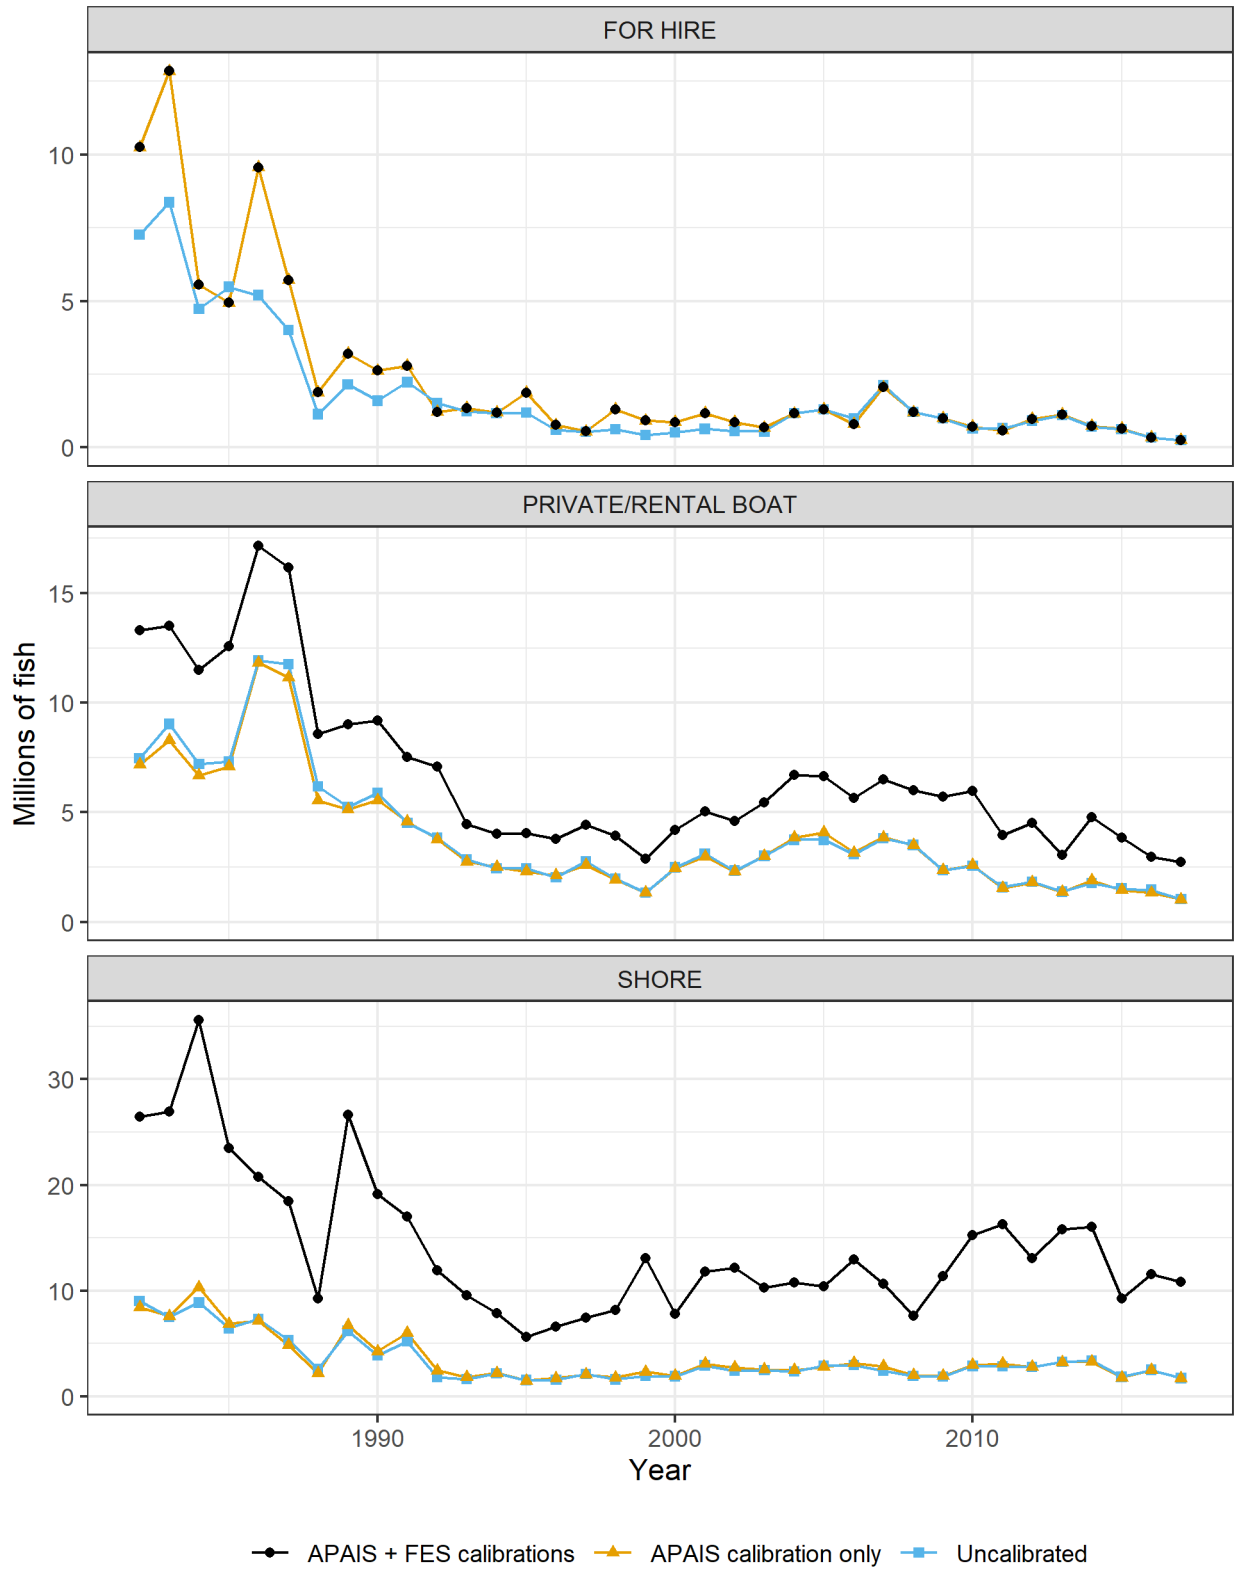 FOR HIRE
10
5
0
PRIVATE/RENTAL BOAT
15
10
5
0
Millions of fish
SHORE
30
20
10
0
1990 2000 2010
Year
APAIS + FES calibrations APAIS calibration only Uncalibrated